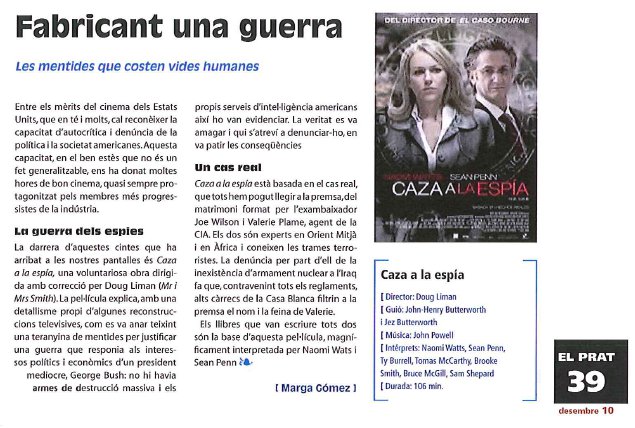 Fabricant una guerra
Les mentides que costen vides humanes
Entre els mèrits del cinema dels Estats
Units, que en té i molts, cal reconèixer la
capacitat d'autocrítica i denúncia de la
política i la societat americanes. Aquesta
capacitat, en el ben estès que no és un
fet generalitzable, ens ha donat moltes
hores de bon cinema, quasi sempre pro-
tagonitzat pels membres més progres-
sistes de la indústria.
La guerra dels espies
La darrera d'aquestes cintes que ha
arribat a les nostres pantalles és Caza
a la espía, una voluntariosa obra dirigi-
da amb correcció per Doug Liman (Mr i
Mrs Smith). La pel·lícula explica, amb una
detallisme propi d'algunes reconstruc-
cions televisives, com es va anar teixint
una teranyina de mentides per justificar
una guerra que responia als interes-
sos polítics i econòmics d'un president
mediocre, George Bush: no hi havia
armes de destrucció massiva i els
propis serveis d'intel·ligència americans
així ho van evidenciar. La veritat es va
amagar i qui s'atreví a denunciar-ho, en
va patir les conseqüències
Un cas real
Caza a la espía està basada en el cas real,
que tots hem pogut llegir a la premsa, del
matrimoni format per l'exambaixador
Joe Wilson i Valerie Plame, agent de la
CIA. Els dos són experts en Orient Mitjà
i en Àfrica i coneixen les trames terro-
ristes. La denúncia per part d'ell de la
inexistència d'armament nuclear a l'Iraq
fa que, contravenint tots els reglaments,
alts càrrecs de la Casa Blanca filtrin a la
premsa el nom i la feina de Valerie.
Els llibres que van escriure tots dos
són la base d'aquesta pel·lícula, magní-
ficament interpretada per Naomi Wats i
Sean Penn
[ Marga Gómez ]
DEL DIRECTOR DE EL CASO BOURNE
NAOMI WATTS SEAN PENN
CAZA A LA ESPÍA
Caza a la espía
[ Director: Doug Liman
[ Guió: John-Henry Butterworth
i Jez Butterworth
[ Música: John Powell
[ Intèrprets: Naomi Watts, Sean Penn,
Ty Burrell, Tomas McCarthy, Brooke
Smith, Bruce McGill, Sam Shepard
[ Durada: 106 min.
EL PRAT
39
desembre 10